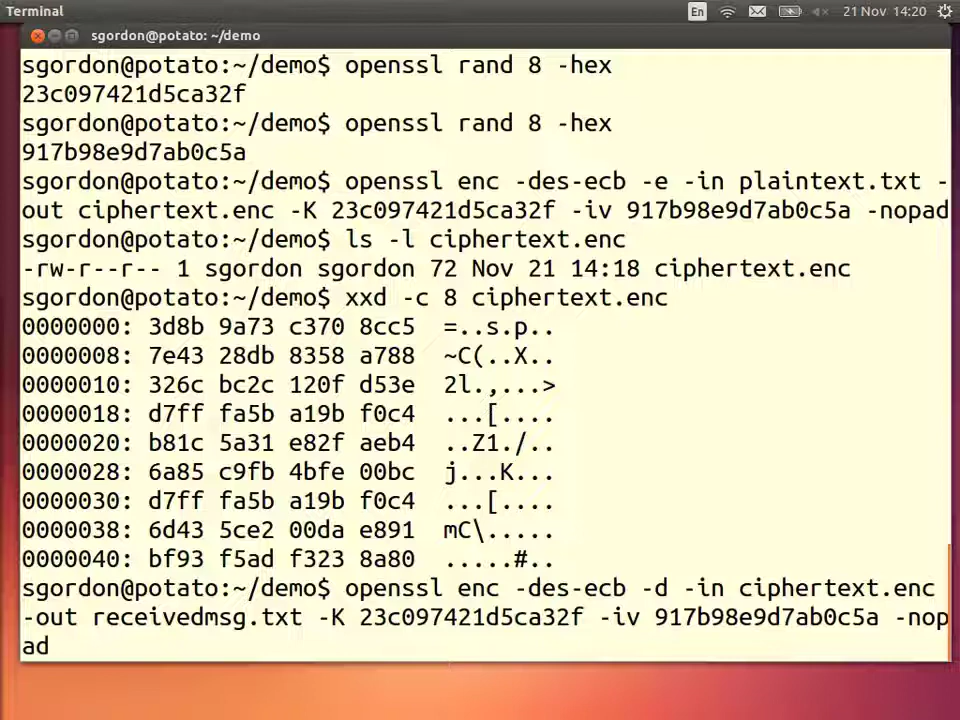 Terminal
En
21 Nov 14:20
sgordon@potato: ~/demo
sgordon@potato:~/demo$ openssl rand 8 -hex
23c097421d5ca32f
sgordon@potato:~/demo$ openssl rand 8 -hex
917b98e9d7ab0c5a
sgordon@potato:~/demo$ openssl enc -des-ecb -e -in plaintext.txt -
out ciphertext.enc -K 23c097421d5ca32f -iv 917b98e9d7ab0c5a -nopad
sgordon@potato:~/demo$ ls -l ciphertext.enc
-rw-r--r-- 1 sgordon sgordon 72 Nov 21 14:18 ciphertext.enc
sgordon@potato:~/demo$ xxd -c 8 ciphertext.enc
0000000: 3d8b 9a73 c370 8cc5  =..s.p..
0000008: 7e43 28db 8358 a788  ~C(..X..
0000010: 326c bc2c 120f d53e  2l.,...>
0000018: d7ff fa5b a19b f0c4  ...[....
0000020: b81c 5a31 e82f aeb4  ..Z1./..
0000028: 6a85 c9fb 4bfe 00bc  j...K...
0000030: d7ff fa5b a19b f0c4  ...[....
0000038: 6d43 5ce2 00da e891  mC\.....
0000040: bf93 f5ad f323 8a80  .....#..
sgordon@potato:~/demo$ openssl enc -des-ecb -d -in ciphertext.enc
-out receivedmsg.txt -K 23c097421d5ca32f -iv 917b98e9d7ab0c5a -nop
ad